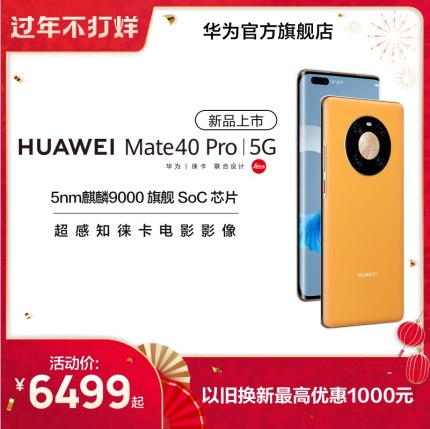 过年不打烊
华为官方旗舰店
新品上市
HUAWEI Mate40 Pro|5G
华为|徕卡 联合设计 Leica
5nm麒麟9000 旗舰 SoC 芯片
超感知徕卡电影影像
HUAWEI
活动价:
¥6499起
以旧换新最高优惠1000元